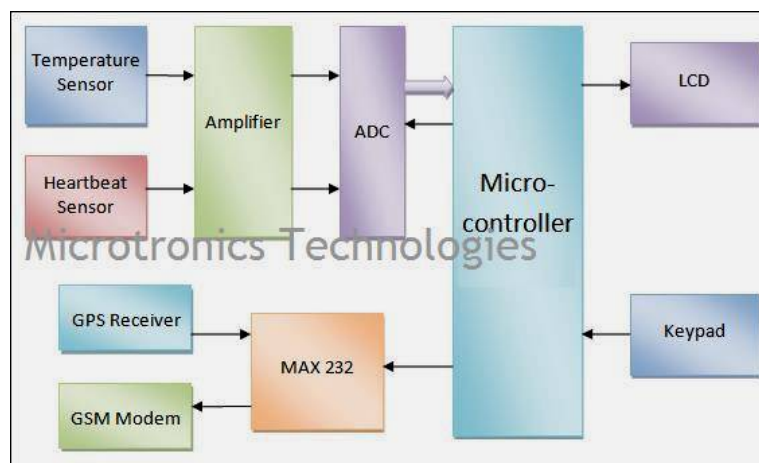 Temperature
Sensor
Amplifier
ADC
LCD
Heartbeat
Sensor
Micro-
controller
Microtronics Technologies
GPS Receiver
MAX 232
Keypad
GSM Modem